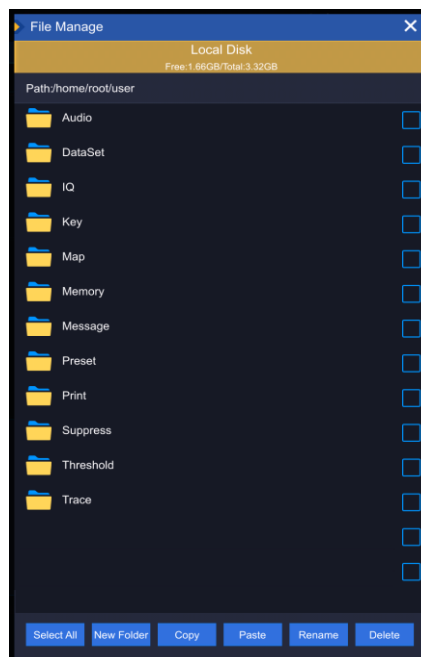 File Manage
Local Disk
Free:1.66GB/Total:3.32GB
Path:/home/root/user
Audio
DataSet
IQ
Key
Map
Memory
Message
Preset
Print
Suppress
Threshold
Trace
Select All New Folder Copy Paste Rename Delete